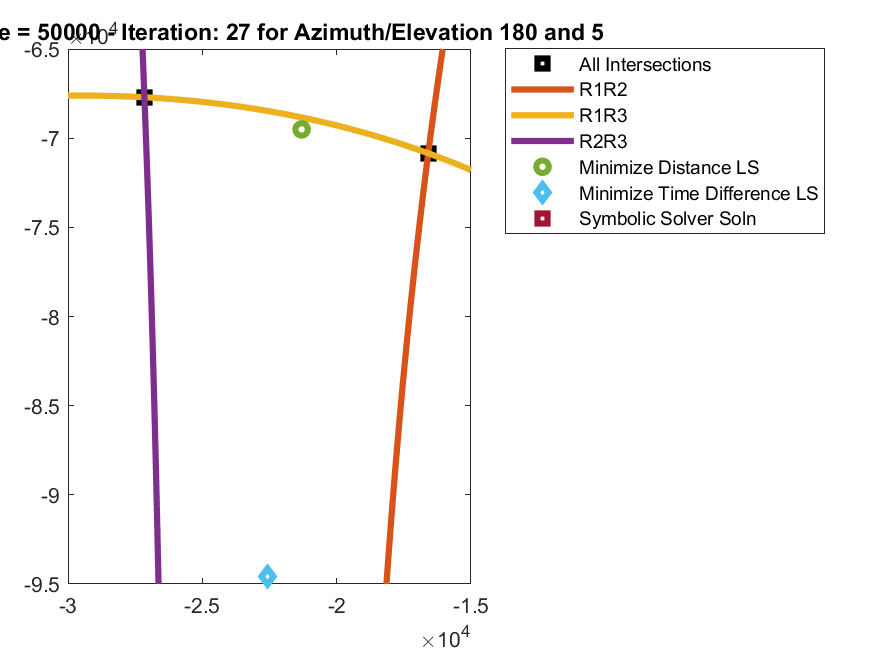 e = 50000 - Iteration: 27 for Azimuth/Elevation 180 and 5
×10^4
-6.5
-7
-7.5
-8
-8.5
-9
-9.5
-3 -2.5 -2 -1.5
×10^4
All Intersections
R1R2
R1R3
R2R3
Minimize Distance LS
Minimize Time Difference LS
Symbolic Solver Soln